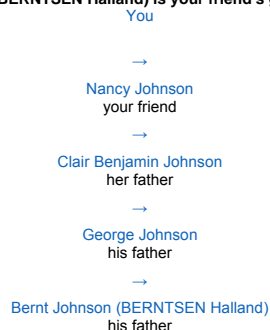 BERNTSEN Halland) is your friend's
You
→
Nancy Johnson
your friend
→
Clair Benjamin Johnson
her father
→
George Johnson
his father
→
Bernt Johnson (BERNTSEN Halland)
his father